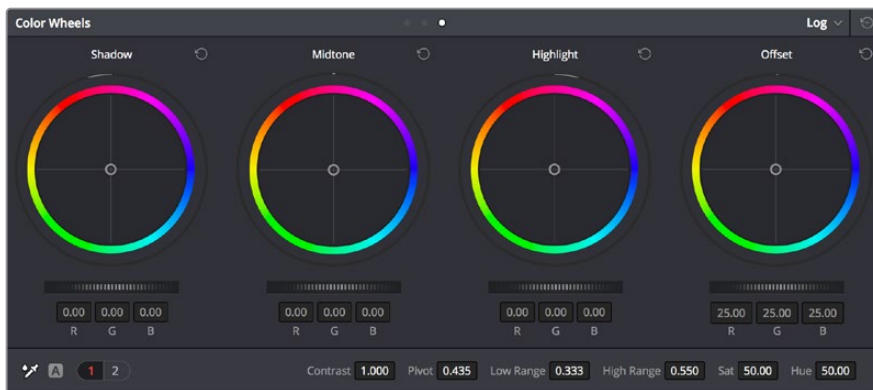 Color Wheels Log
Shadow Midtone Highlight Offset
0.00 0.00 0.00 0.00 0.00 0.00 0.00 0.00 0.00 25.00 25.00 25.00
R G B R G B R G B R G B
A 1 2 Contrast 1.000 Pivot 0.435 Low Range 0.333 High Range 0.550 Sat 50.00 Hue 50.00